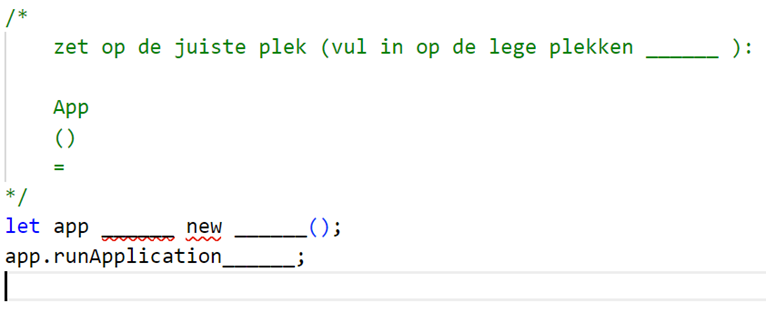 /*
zet op de juiste plek (vul in op de lege plekken ______ ):
App
()
=
*/
let app ______ new ______();
app.runApplication______;